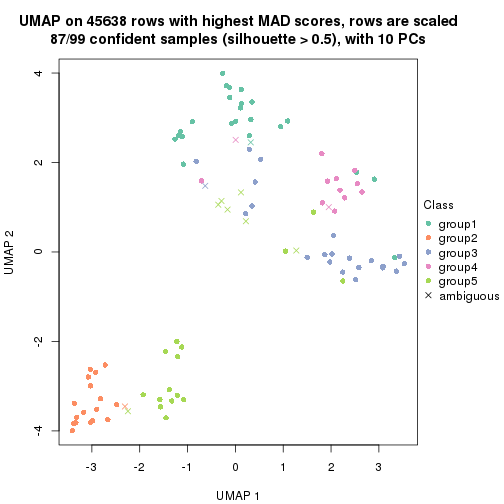 UMAP on 45638 rows with highest MAD scores, rows are scaled
87/99 confident samples (silhouette > 0.5), with 10 PCs
4
2
0
-2
-4
UMAP 2
-3
-2
-1
0
1
2
3
UMAP 1
Class
group1
group2
group3
group4
group5
ambiguous